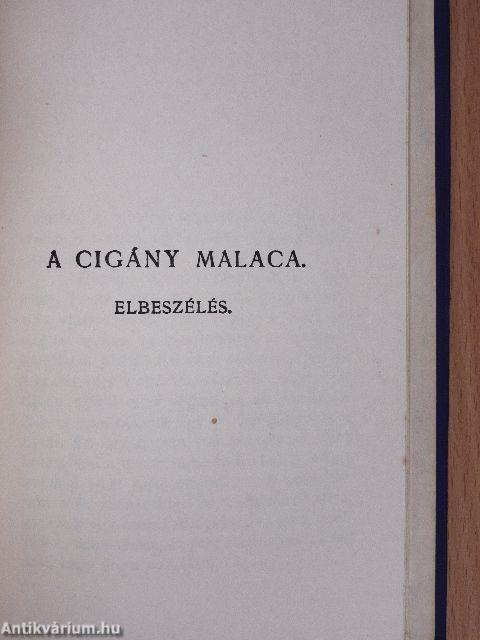 A CIGÁNY MALACA.
ELBESZÉLÉS.
Antikvárium.hu